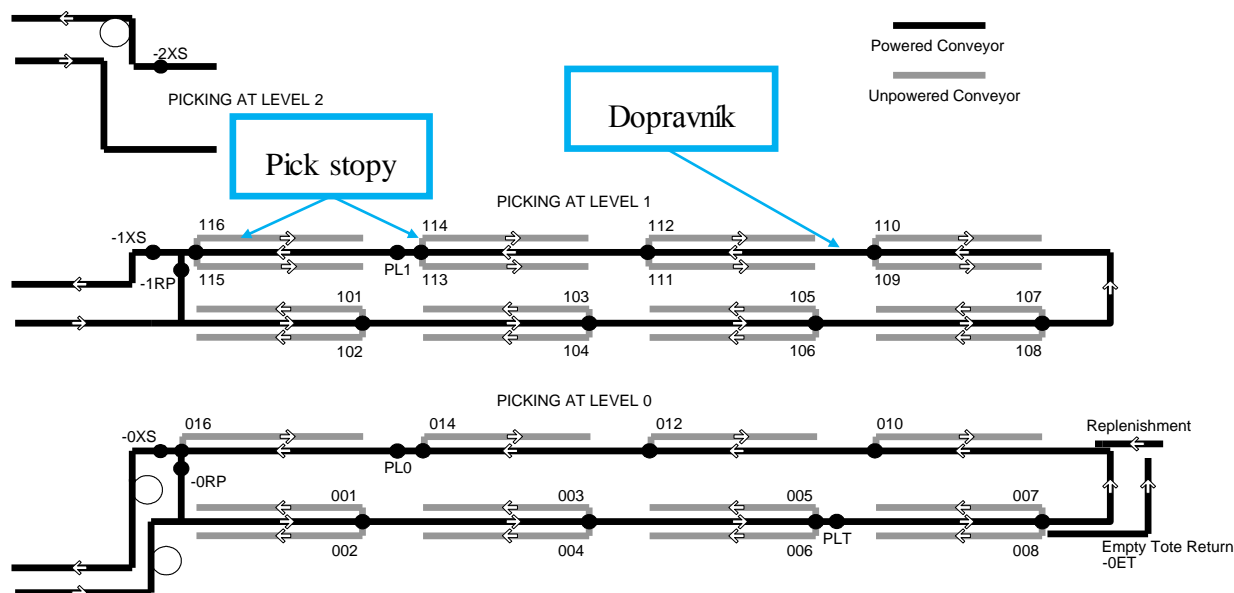 Powered Conveyor
-2XS
Unpowered Conveyor
PICKING AT LEVEL 2
Dopravník
Pick stopy
PICKING AT LEVEL 1
116
114
112
110
-1XS
PL1
-1RP
115
113
111
109
101
103
105
107
102
104
106
108
PICKING AT LEVEL 0
016
014
012
010
Replenishment
-0XS
PL0
-0RP
001
003
005
007
PLT
002
004
006
008
Empty Tote Return
-0ET